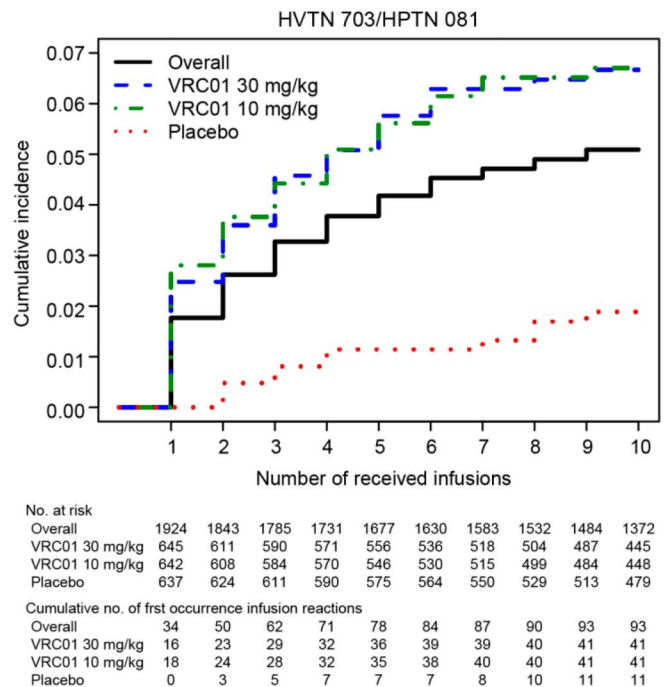 HVTN 703/HPTN 081
0.07
0.06
0.05
0.04
0.03
0.02
0.01
0.00
Cumulative incidence
Overall
VRC01 30 mg/kg
VRC01 10 mg/kg
Placebo
1 2 3 4 5 6 7 8 9 10
Number of received infusions
No. at risk
Overall 1924 1843 1785 1731 1677 1630 1583 1532 1484 1372
VRC01 30 mg/kg 645 611 590 571 556 536 518 504 487 445
VRC01 10 mg/kg 642 608 584 570 546 530 515 499 484 448
Placebo 637 624 611 590 575 564 550 529 513 479
Cumulative no. of frst occurrence infusion reactions
Overall 34 50 62 71 78 84 87 90 93 93
VRC01 30 mg/kg 16 23 29 32 36 39 39 40 41 41
VRC01 10 mg/kg 18 24 28 32 35 38 40 40 41 41
Placebo 0 3 5 7 7 7 8 10 11 11